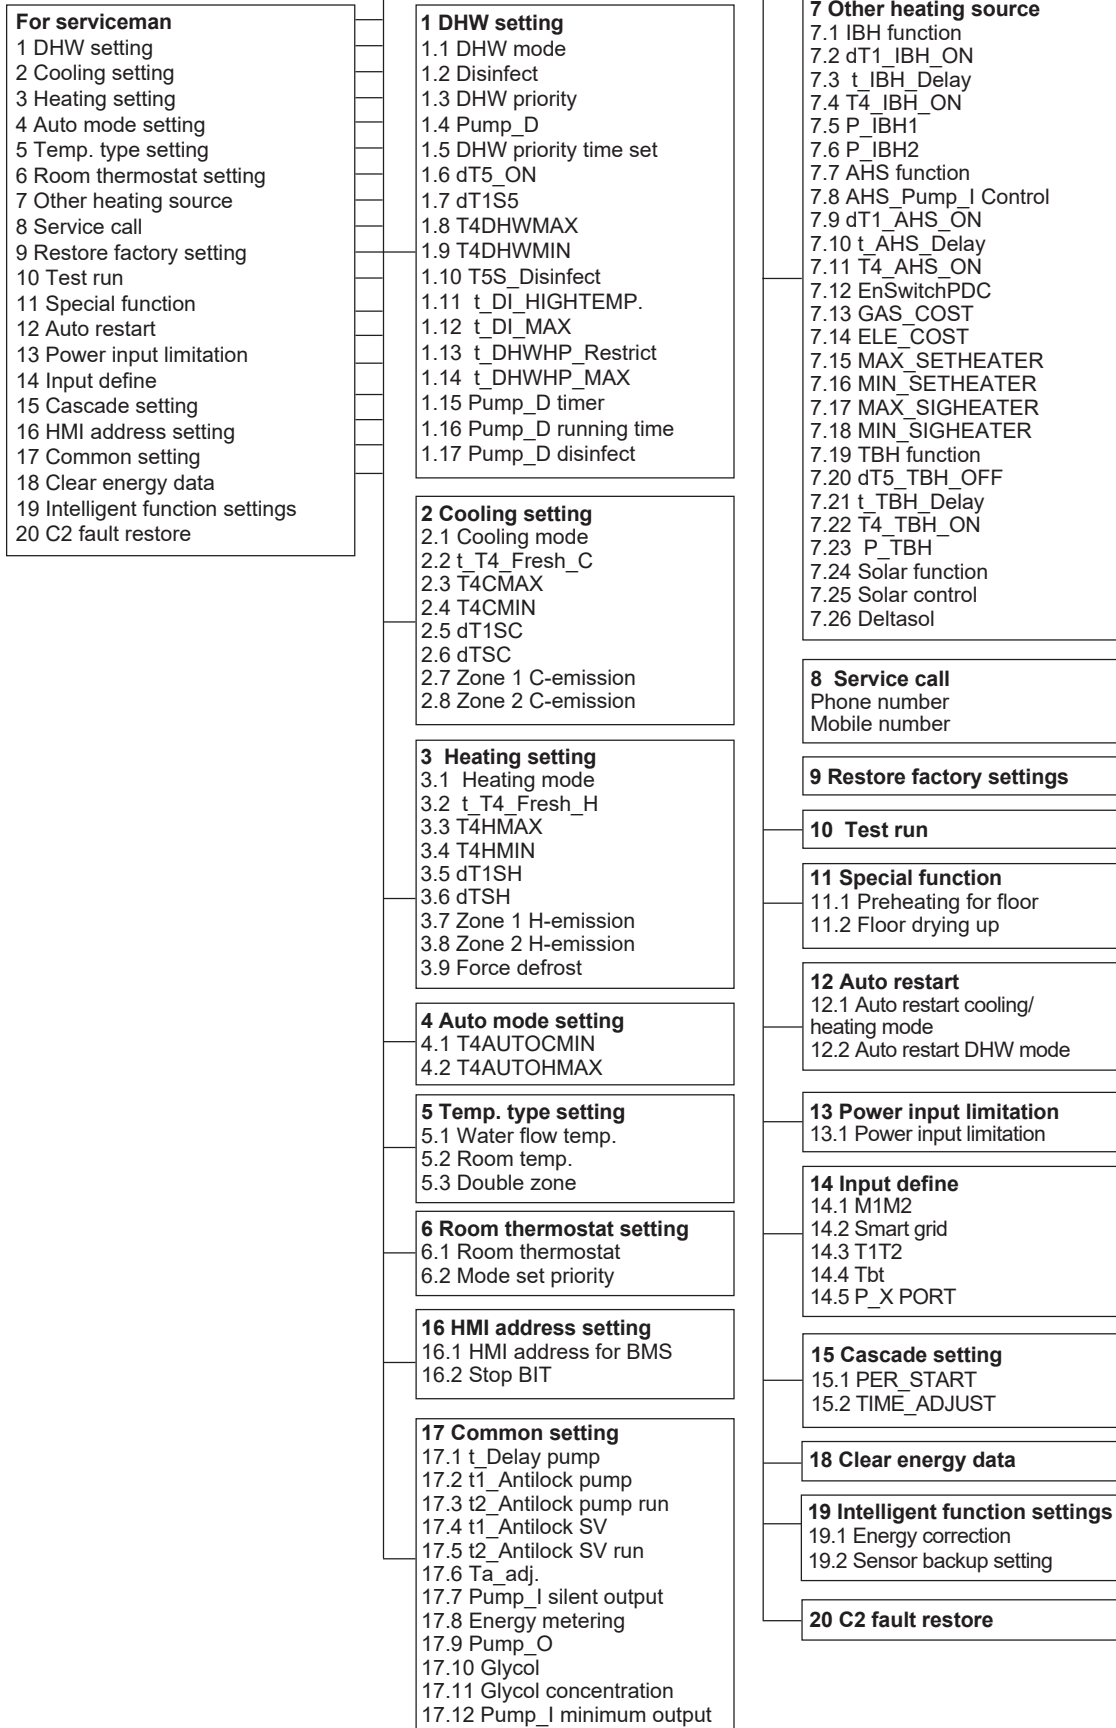 For serviceman
1 DHW setting
2 Cooling setting
3 Heating setting
4 Auto mode setting
5 Temp. type setting
6 Room thermostat setting
7 Other heating source
8 Service call
9 Restore factory setting
10 Test run
11 Special function
12 Auto restart
13 Power input limitation
14 Input define
15 Cascade setting
16 HMI address setting
17 Common setting
18 Clear energy data
19 Intelligent function settings
20 C2 fault restore
1 DHW setting
1.1 DHW mode
1.2 Disinfect
1.3 DHW priority
1.4 Pump_D
1.5 DHW priority time set
1.6 dT5_ON
1.7 dT1S5
1.8 T4DHWMAX
1.9 T4DHWMIN
1.10 T5S_Disinfect
1.11 t_DI_HIGHTEMP.
1.12 t_DI_MAX
1.13 t_DHWHP_Restrict
1.14 t_DHWHP_MAX
1.15 Pump_D timer
1.16 Pump_D running time
1.17 Pump_D disinfect
2 Cooling setting
2.1 Cooling mode
2.2 t_T4_Fresh_C
2.3 T4CMAX
2.4 T4CMIN
2.5 dT1SC
2.6 dTSC
2.7 Zone 1 C-emission
2.8 Zone 2 C-emission
3 Heating setting
3.1 Heating mode
3.2 t_T4_Fresh_H
3.3 T4HMAX
3.4 T4HMIN
3.5 dT1SH
3.6 dTSH
3.7 Zone 1 H-emission
3.8 Zone 2 H-emission
3.9 Force defrost
4 Auto mode setting
4.1 T4AUTOCMIN
4.2 T4AUTOHMAX
5 Temp. type setting
5.1 Water flow temp.
5.2 Room temp.
5.3 Double zone
6 Room thermostat setting
6.1 Room thermostat
6.2 Mode set priority
16 HMI address setting
16.1 HMI address for BMS
16.2 Stop BIT
17 Common setting
17.1 t_Delay pump
17.2 t1_Antilock pump
17.3 t2_Antilock pump run
17.4 t1_Antilock SV
17.5 t2_Antilock SV run
17.6 Ta_adj.
17.7 Pump_I silent output
17.8 Energy metering
17.9 Pump_O
17.10 Glycol
17.11 Glycol concentration
17.12 Pump_I minimum output
7 Other heating source
7.1 IBH function
7.2 dT1_IBH_ON
7.3 t_IBH_Delay
7.4 T4_IBH_ON
7.5 P_IBH1
7.6 P_IBH2
7.7 AHS function
7.8 AHS_Pump_I Control
7.9 dT1_AHS_ON
7.10 t_AHS_Delay
7.11 T4_AHS_ON
7.12 EnSwitchPDC
7.13 GAS_COST
7.14 ELE_COST
7.15 MAX_SETHEATER
7.16 MIN_SETHEATER
7.17 MAX_SIGHEATER
7.18 MIN_SIGHEATER
7.19 TBH function
7.20 dT5_TBH_OFF
7.21 t_TBH_Delay
7.22 T4_TBH_ON
7.23 P_TBH
7.24 Solar function
7.25 Solar control
7.26 Deltasol
8 Service call
Phone number
Mobile number
9 Restore factory settings
10 Test run
11 Special function
11.1 Preheating for floor
11.2 Floor drying up
12 Auto restart
12.1 Auto restart cooling/
heating mode
12.2 Auto restart DHW mode
13 Power input limitation
13.1 Power input limitation
14 Input define
14.1 M1M2
14.2 Smart grid
14.3 T1T2
14.4 Tbt
14.5 P_X PORT
15 Cascade setting
15.1 PER_START
15.2 TIME_ADJUST
18 Clear energy data
19 Intelligent function settings
19.1 Energy correction
19.2 Sensor backup setting
20 C2 fault restore